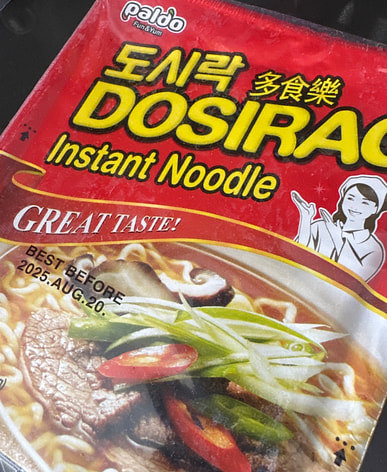 paldo
Fun&Yum
도시락 多食樂
DOSIRAC
Instant Noodle
GREAT TASTE!
BEST BEFORE
2025.AUG.20.